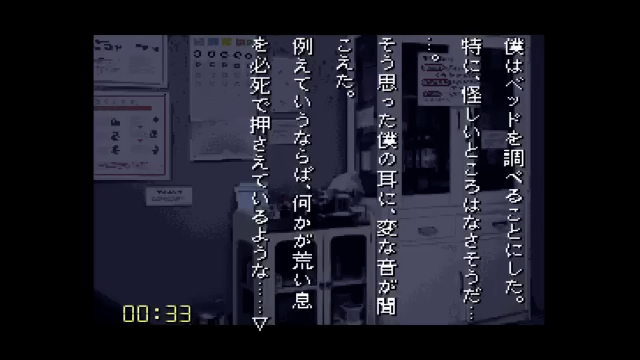 僕はベッドを調べることにした。
特に、怪しいところはなさそうだ…
…。
そう思った僕の耳に、変な音が聞
こえた。
例えていうならば、何かが荒い息
を必死で押さえているような……▽
00:33